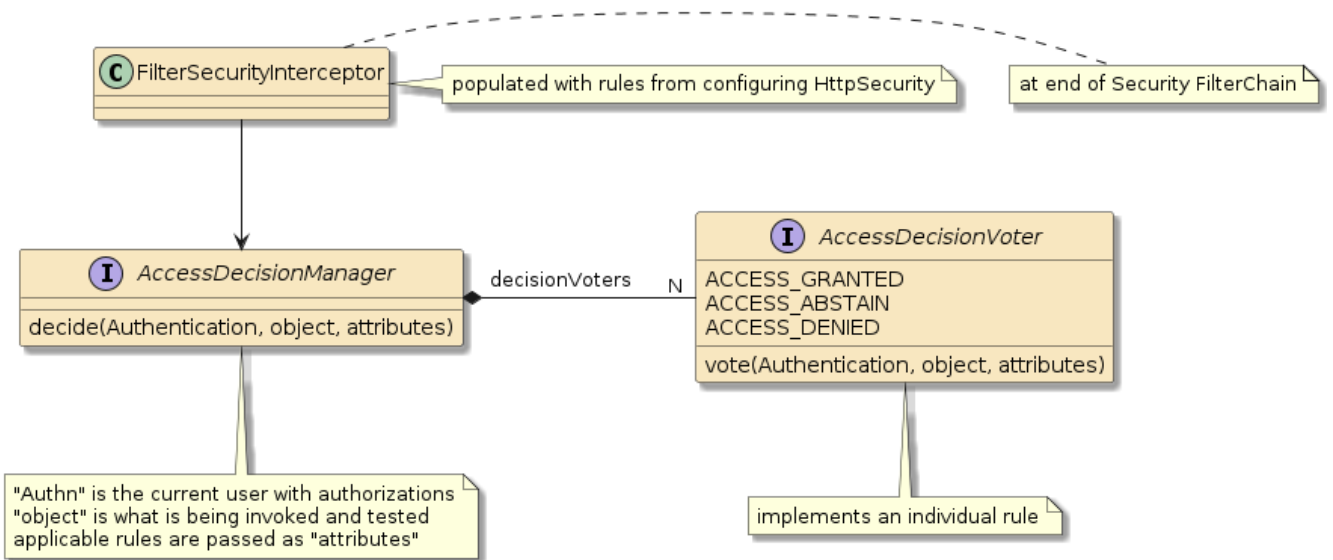 C FilterSecurityInterceptor
populated with rules from configuring HttpSecurity
at end of Security FilterChain
I AccessDecisionManager
decide(Authentication, object, attributes)
decisionVoters
N
I AccessDecisionVoter
ACCESS_GRANTED
ACCESS_ABSTAIN
ACCESS_DENIED
vote(Authentication, object, attributes)
"Authn" is the current user with authorizations
"object" is what is being invoked and tested
applicable rules are passed as "attributes"
implements an individual rule